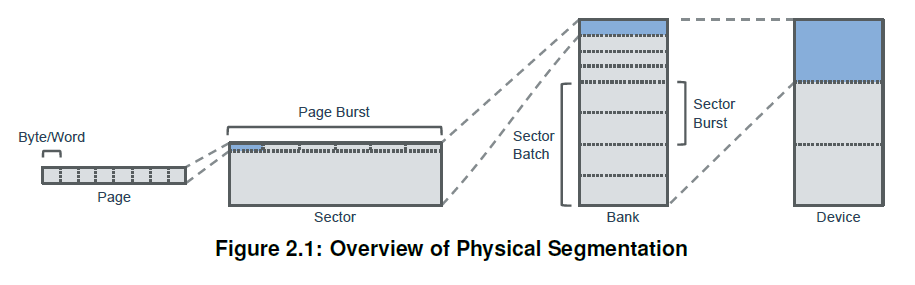 Byte/Word
Page
Page Burst
Sector
Sector
Batch
Sector
Burst
Bank
Device
Figure 2.1: Overview of Physical Segmentation